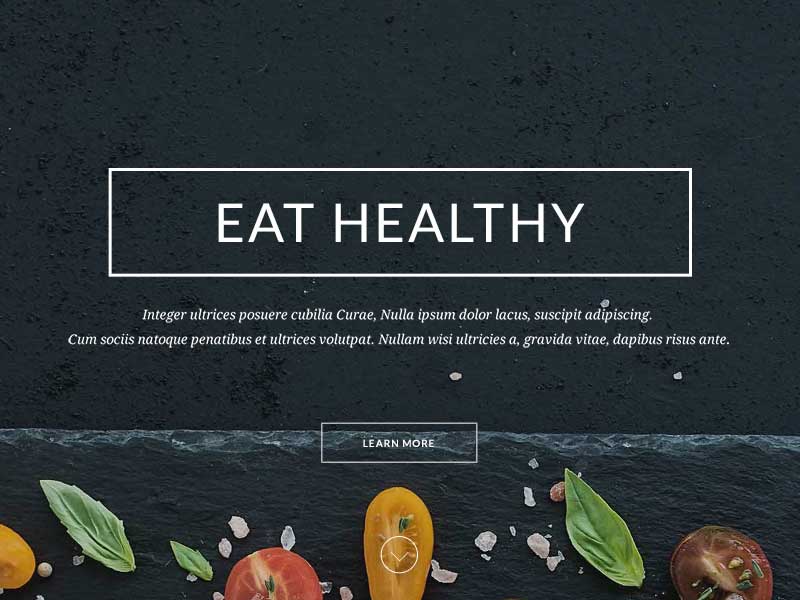 EAT HEALTHY
Integer ultrices posuere cubilia Curae, Nulla ipsum dolor lacus, suscipit adipiscing.
Cum sociis natoque penatibus et ultrices volutpat. Nullam wisi ultricies a, gravida vitae, dapibus risus ante.
LEARN MORE